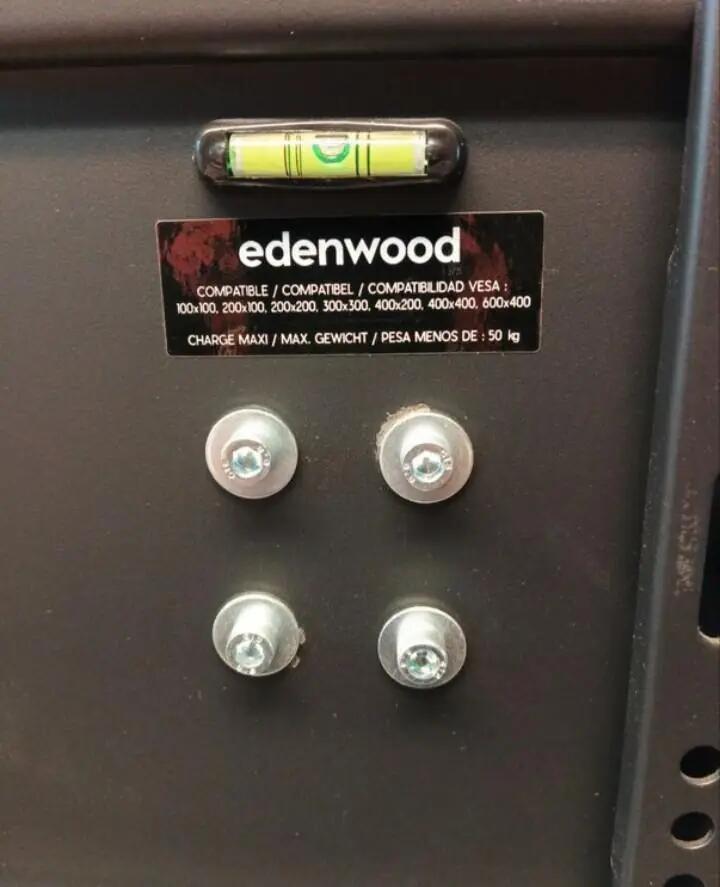 edenwood
COMPATIBLE / COMPATIBEL / COMPATIBILIDAD VESA :
100x100, 200x100, 200x200, 300x300, 400x200, 400x400, 600x400
CHARGE MAXI / MAX. GEWICHT / PESA MENOS DE : 50 kg